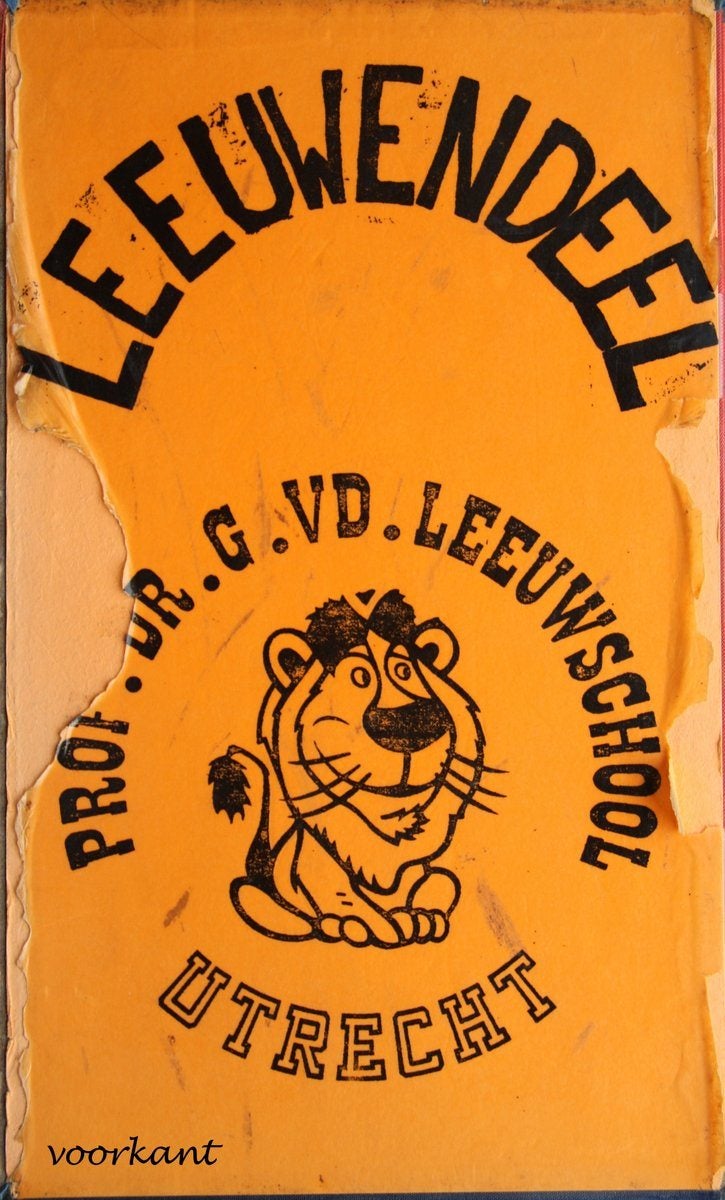 LEEUWENDEEL
PROF. DR. G. VD. LEEUWSCHOOL
UTRECHT
voorkant